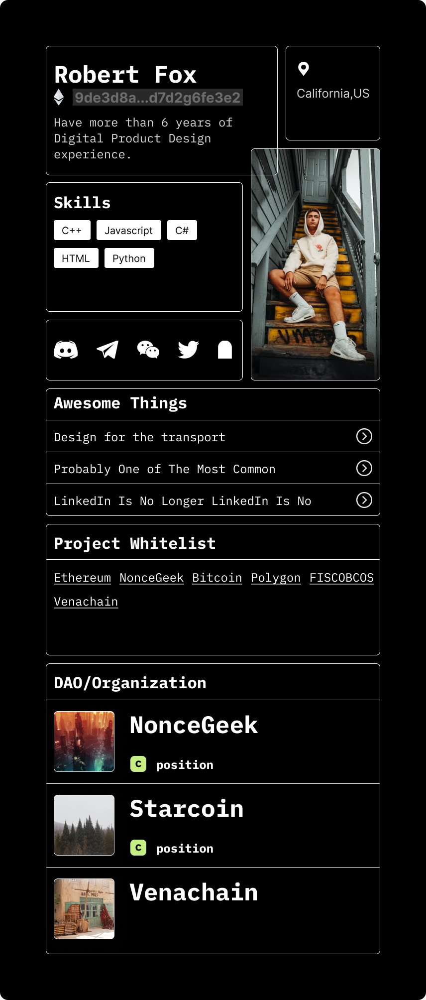 Robert Fox
9de3d8a...d7d2g6fe3e2
Have more than 6 years of
Digital Product Design
experience.
California,US
Skills
C++ Javascript C#
HTML Python
Awesome Things
Design for the transport
Probably One of The Most Common
LinkedIn Is No Longer LinkedIn Is No
Project Whitelist
Ethereum NonceGeek Bitcoin Polygon FISCOBCOS
Venachain
DAO/Organization
NonceGeek
C position
Starcoin
C position
Venachain